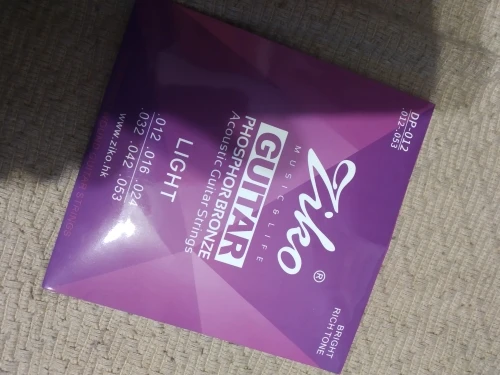 DP-012
.012-.053
BRIGHT
RICH TONE
Ziko®
MUSIC & LIFE
GUITAR
PHOSPHOR BRONZE
Acoustic Guitar Strings
LIGHT
.012 .016 .024
.032 .042 .053
www.ziko.hk